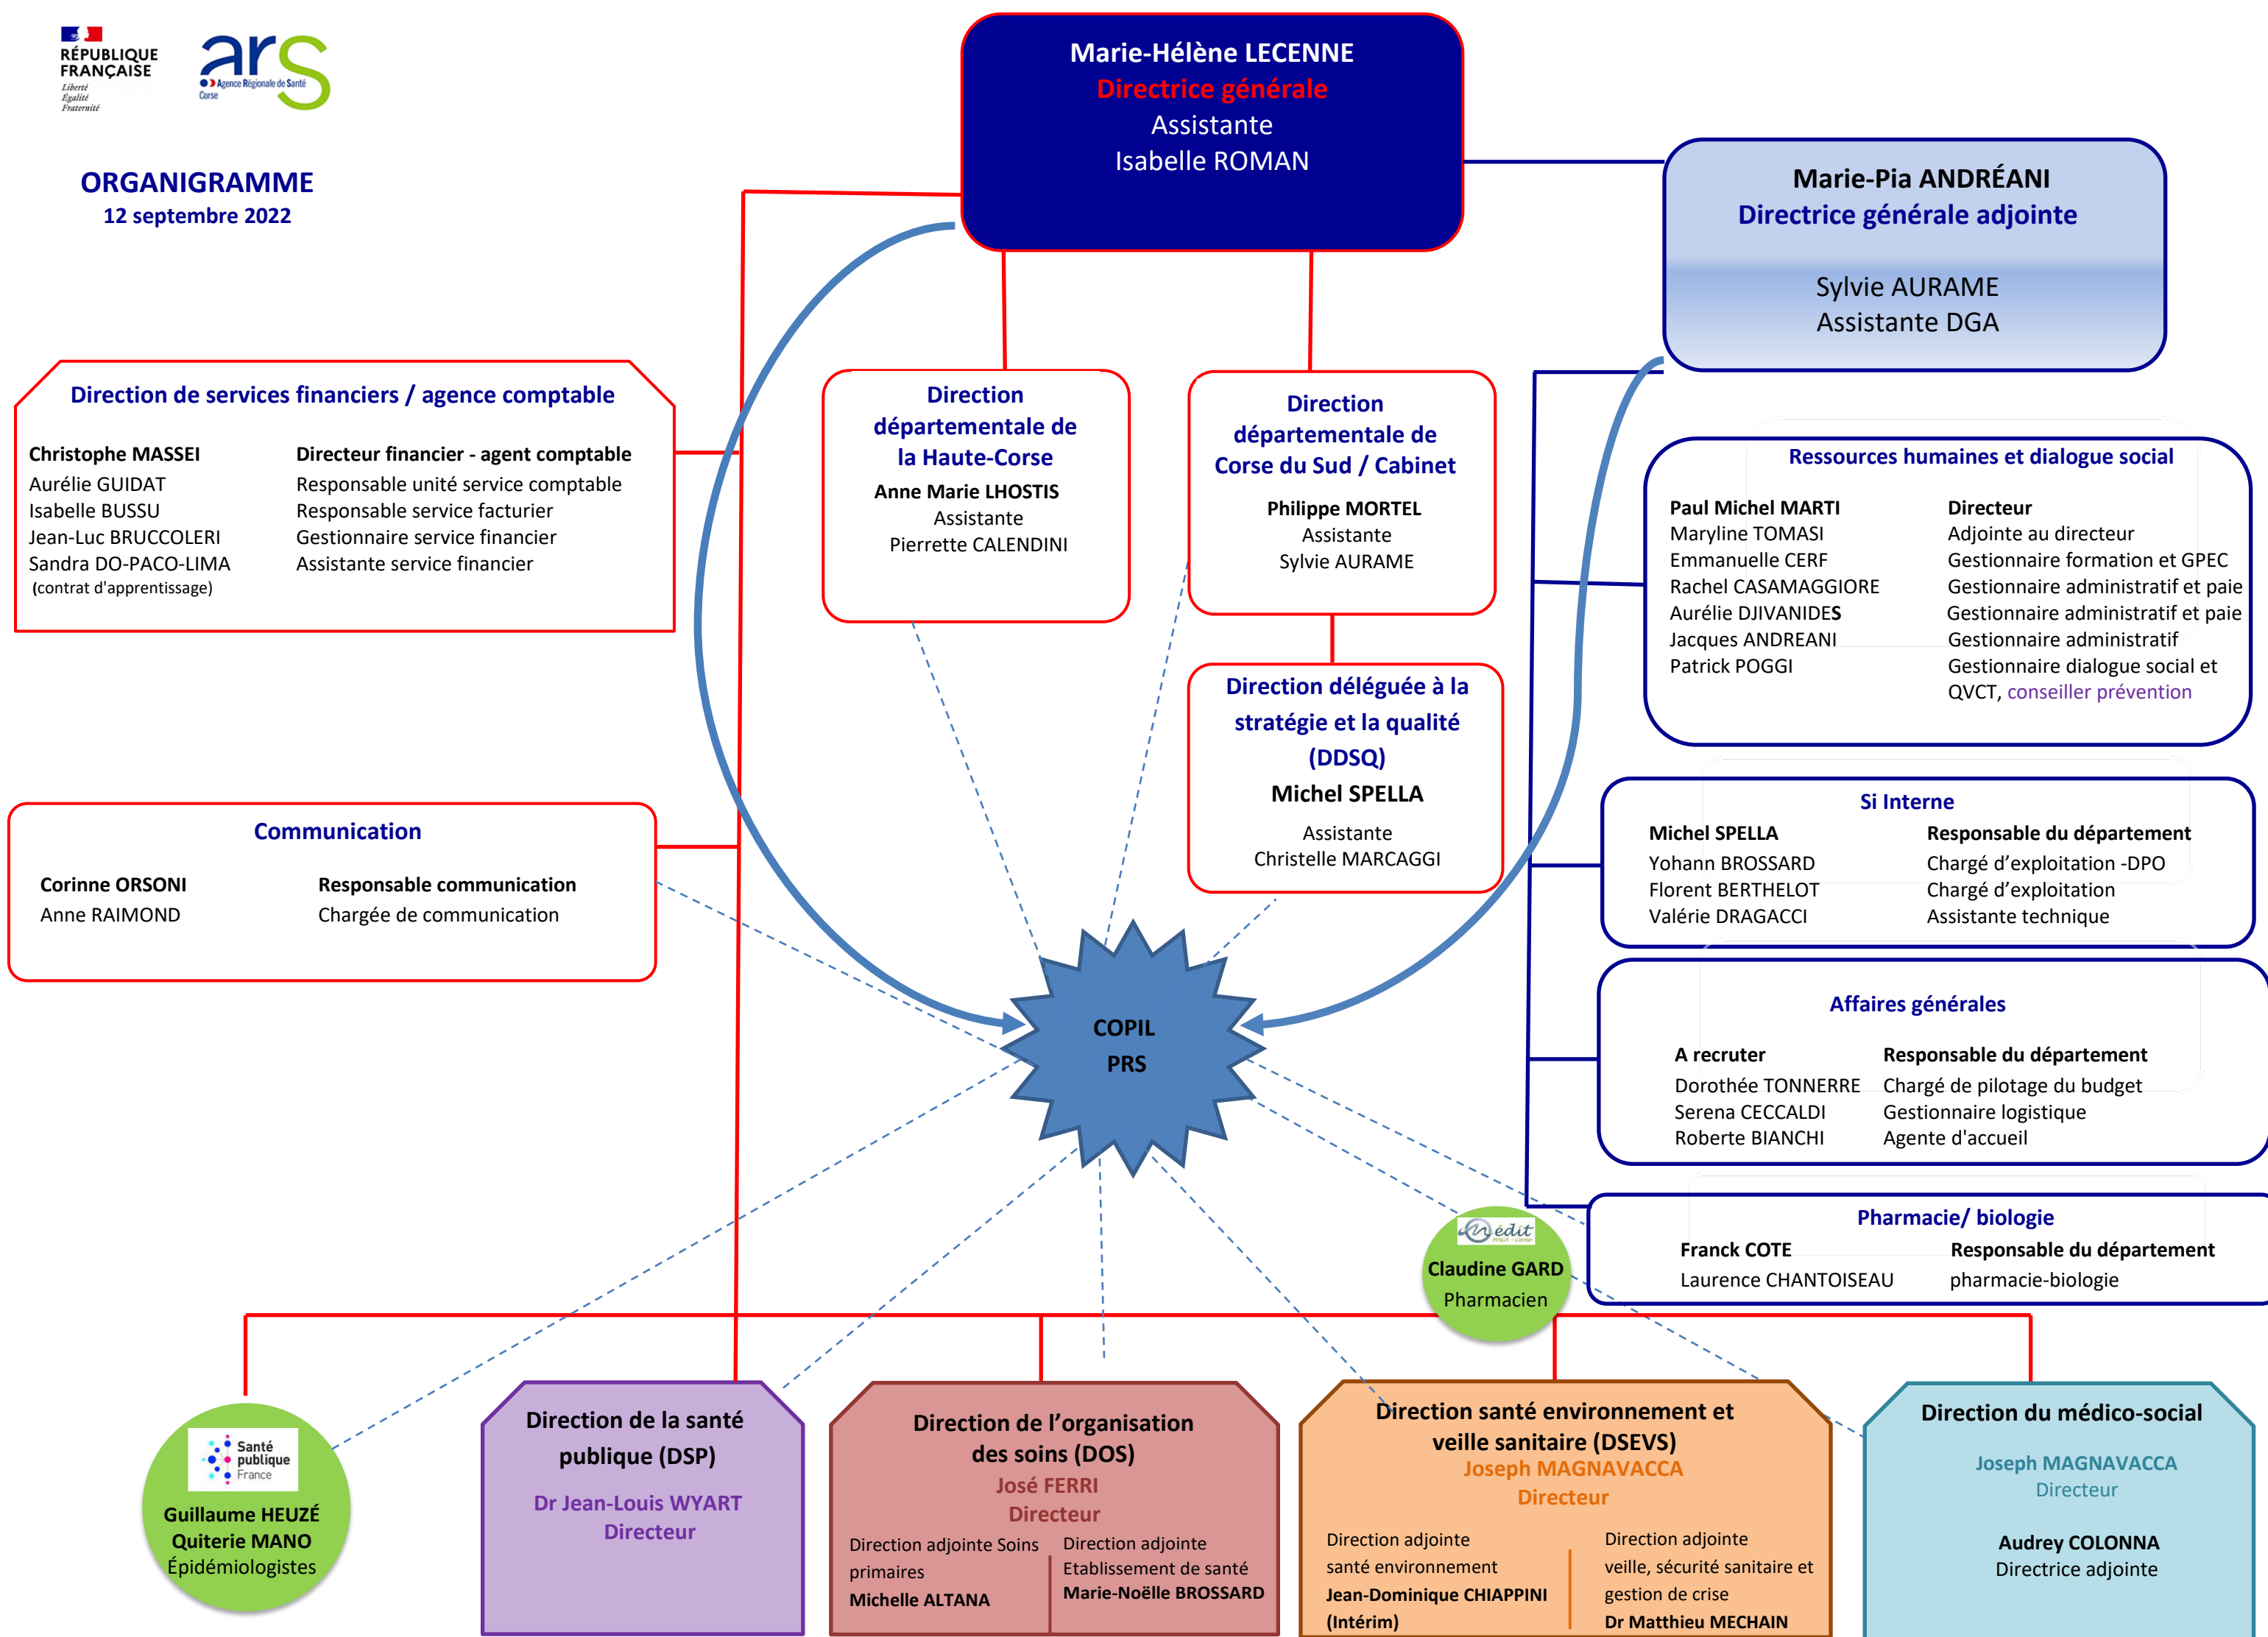 RÉPUBLIQUE
FRANÇAISE
Liberté
Égalité
Fraternité
ars
Agence Régionale de Santé
Corse
ORGANIGRAMME
12 septembre 2022
Marie-Hélène LECENNE
Directrice générale
Assistante
Isabelle ROMAN
Marie-Pia ANDRÉANI
Directrice générale adjointe
Sylvie AURAME
Assistante DGA
Direction de services financiers / agence comptable
Christophe MASSEI Directeur financier - agent comptable
Aurélie GUIDAT Responsable unité service comptable
Isabelle BUSSU Responsable service facturier
Jean-Luc BRUCCOLERI Gestionnaire service financier
Sandra DO-PACO-LIMA Assistante service financier
(contrat d'apprentissage)
Direction
départementale de
la Haute-Corse
Anne Marie LHOSTIS
Assistante
Pierrette CALENDINI
Direction
départementale de
Corse du Sud / Cabinet
Philippe MORTEL
Assistante
Sylvie AURAME
Ressources humaines et dialogue social
Paul Michel MARTI Directeur
Maryline TOMASI Adjointe au directeur
Emmanuelle CERF Gestionnaire formation et GPEC
Rachel CASAMAGGIORE Gestionnaire administratif et paie
Aurélie DJIVANIDES Gestionnaire administratif et paie
Jacques ANDREANI Gestionnaire administratif
Patrick POGGI Gestionnaire dialogue social et
QVCT, conseiller prévention
Direction déléguée à la
stratégie et la qualité
(DDSQ)
Michel SPELLA
Assistante
Christelle MARCAGGI
Communication
Corinne ORSONI Responsable communication
Anne RAIMOND Chargée de communication
Si Interne
Michel SPELLA Responsable du département
Yohann BROSSARD Chargé d’exploitation -DPO
Florent BERTHELOT Chargé d’exploitation
Valérie DRAGACCI Assistante technique
COPIL
PRS
Affaires générales
A recruter Responsable du département
Dorothée TONNERRE Chargé de pilotage du budget
Serena CECCALDI Gestionnaire logistique
Roberte BIANCHI Agente d'accueil
Pharmacie/ biologie
Franck COTE Responsable du département
Laurence CHANTOISEAU pharmacie-biologie
Omédit
PACA - Corse
Claudine GARD
Pharmacien
Santé
publique
France
Guillaume HEUZÉ
Quiterie MANO
Épidémiologistes
Direction de la santé
publique (DSP)
Dr Jean-Louis WYART
Directeur
Direction de l’organisation
des soins (DOS)
José FERRI
Directeur
Direction adjointe Soins
primaires
Michelle ALTANA
Direction adjointe
Etablissement de santé
Marie-Noëlle BROSSARD
Direction santé environnement et
veille sanitaire (DSEVS)
Joseph MAGNAVACCA
Directeur
Direction adjointe
santé environnement
Jean-Dominique CHIAPPINI
(Intérim)
Direction adjointe
veille, sécurité sanitaire et
gestion de crise
Dr Matthieu MECHAIN
Direction du médico-social
Joseph MAGNAVACCA
Directeur
Audrey COLONNA
Directrice adjointe